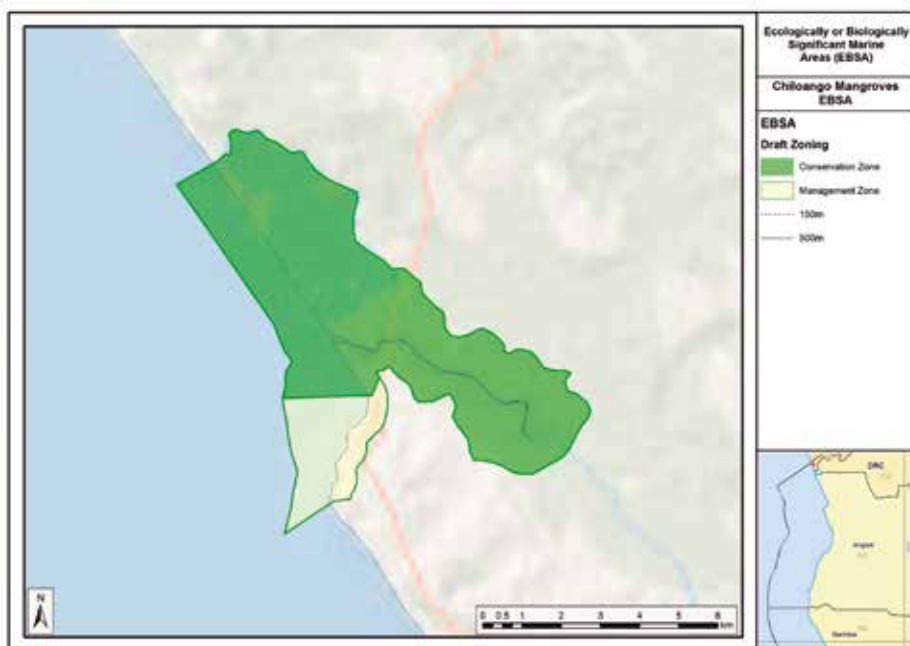 Ecologically or Biologically
Significant Marine
Areas (EBSA)
Chiloango Mangroves
EBSA
EBSA
Draft Zoning
Conservation Zone
Management Zone
100m
500m
N
0 0.5 1 2 3 4 5 6
km
DRC
Angola
Namibia